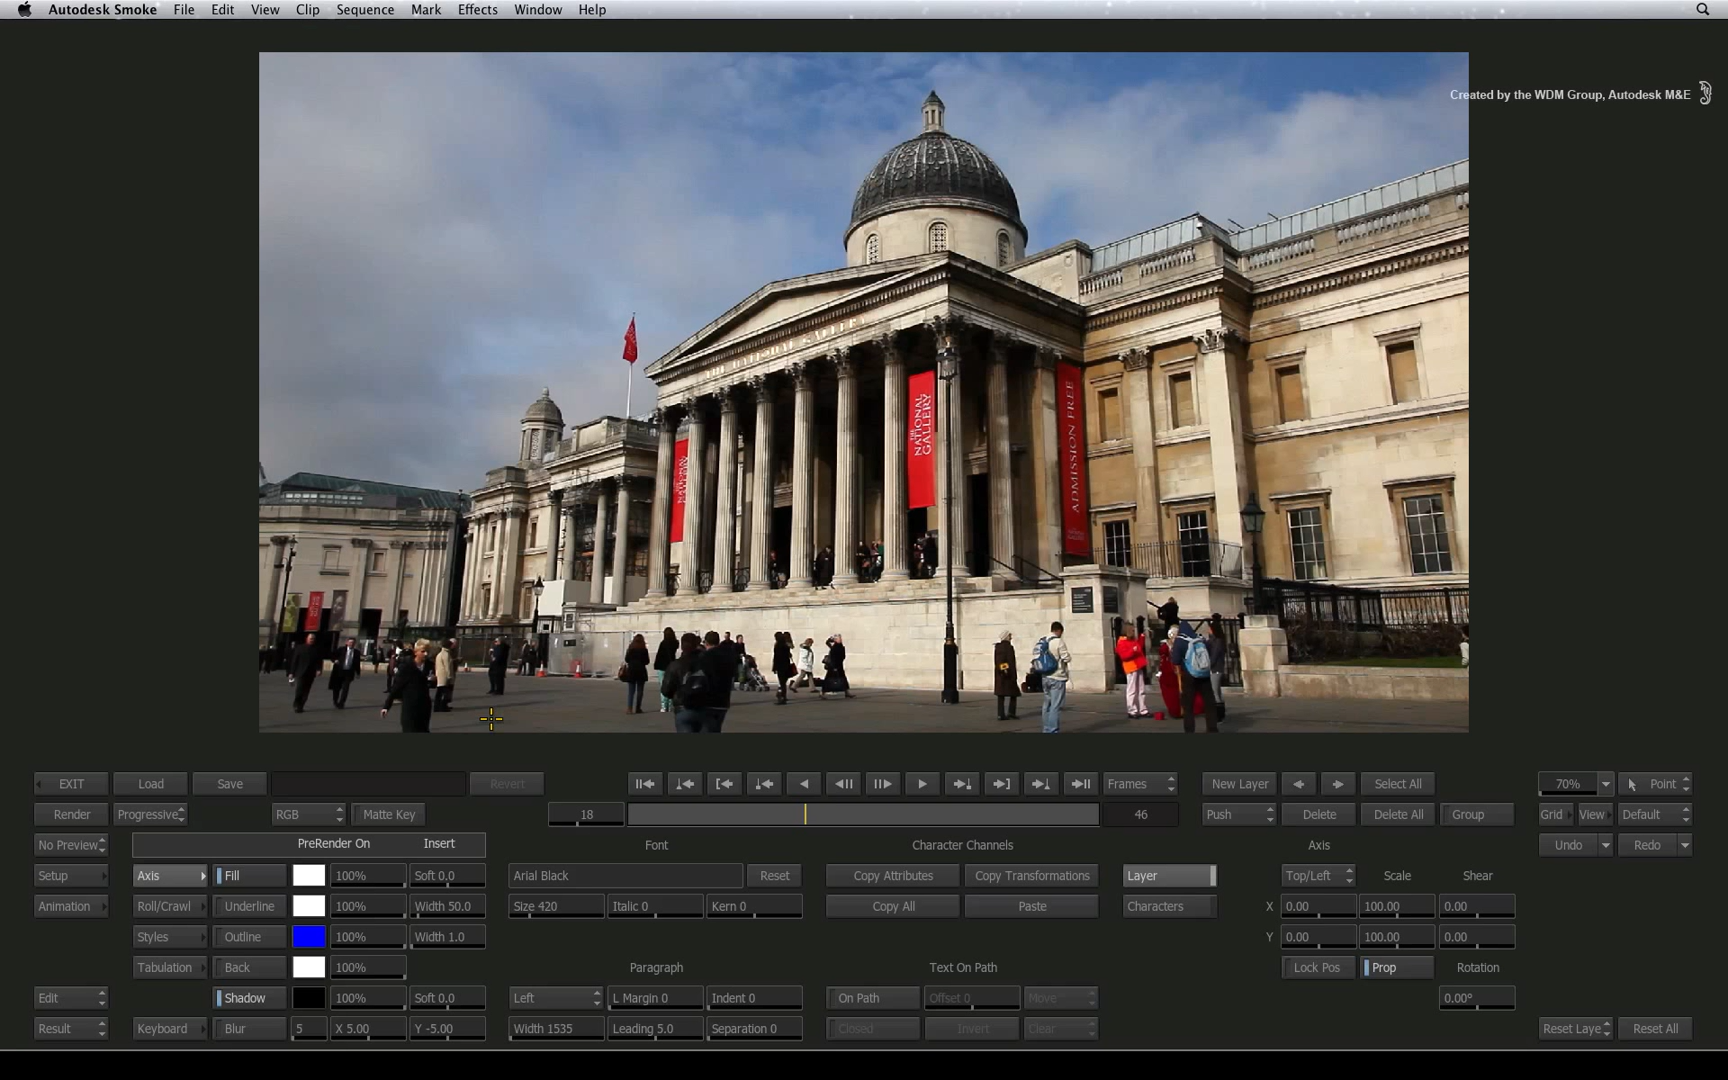 Autodesk Smoke File Edit View Clip Sequence Mark Effects Window Help
Created by the WDM Group, Autodesk M&E
THE NATIONAL GALLERY
THE NATIONAL GALLERY
ADMISSION FREE
NATIONAL GALLERY
EXIT Load Save Revert Frames New Layer Select All 70% Point
Render Progressive RGB Matte Key 18 46 Push Delete Delete All Group Grid View Default
No Preview PreRender On Insert Font Character Channels Axis Undo Redo
Setup Axis Fill 100% Soft 0.0 Arial Black Reset Copy Attributes Copy Transformations Layer Top/Left Scale Shear
Animation Roll/Crawl Underline 100% Width 50.0 Size 420 Italic 0 Kern 0 Copy All Paste Characters X 0.00 100.00 0.00
Styles Outline 100% Width 1.0 Y 0.00 100.00 0.00
Tabulation Back 100% Paragraph Text On Path Lock Pos Prop Rotation
Edit Shadow 100% Soft 0.0 Left L Margin 0 Indent 0 On Path Offset 0 Move 0.00°
Result Keyboard Blur 5 X 5.00 Y -5.00 Width 1535 Leading 5.0 Separation 0 Closed Invert Clear Reset Laye Reset All